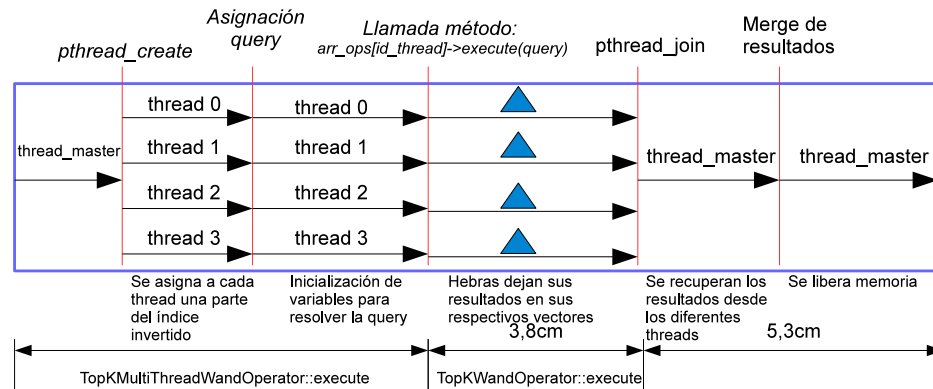 Asignación
query
Llamada método:
arr_ops[id_thread]->execute(query)
Merge de
resultados
pthread_create
pthread_join
thread_master
thread 0
thread 0
thread 1
thread 1
thread_master
thread_master
thread 2
thread 2
thread 3
thread 3
Se asigna a cada
thread una parte
del índice
invertido
Inicialización de
variables para
resolver la query
Hebras dejan sus
resultados en sus
respectivos vectores
Se recuperan los
resultados desde
los diferentes
threads
Se libera memoria
3,8cm
5,3cm
TopKMultiThreadWandOperator::execute
TopKWandOperator::execute